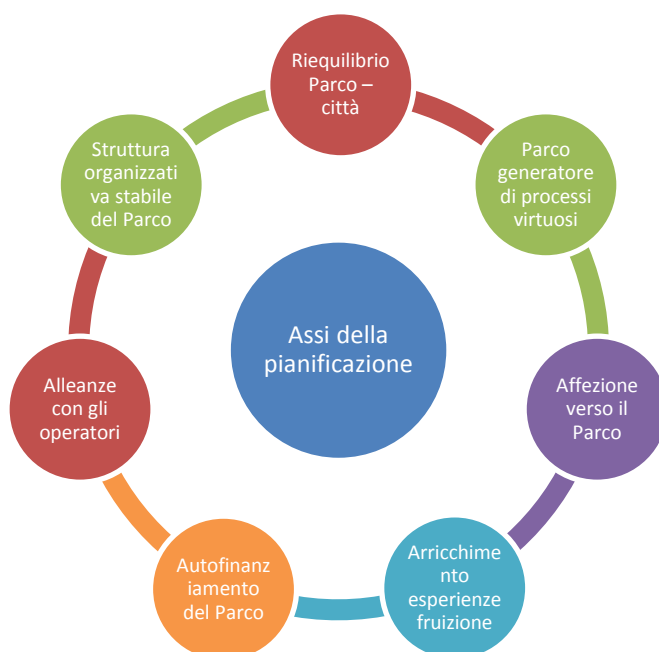 Riequilibrio
Parco –
città
Parco
generatore
di processi
virtuosi
Affezione
verso il
Parco
Arricchime
nto
esperienze
fruizione
Autofinanz
iamento
del Parco
Alleanze
con gli
operatori
Struttura
organizzati
va stabile
del Parco
Assi della
pianificazione